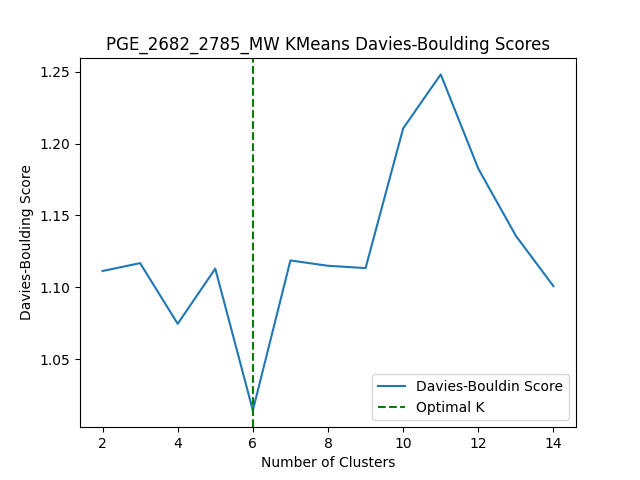 PGE_2682_2785_MW KMeans Davies-Boulding Scores
Davies-Boulding Score
1.25
1.20
1.15
1.10
1.05
Davies-Bouldin Score
Optimal K
2 4 6 8 10 12 14
Number of Clusters